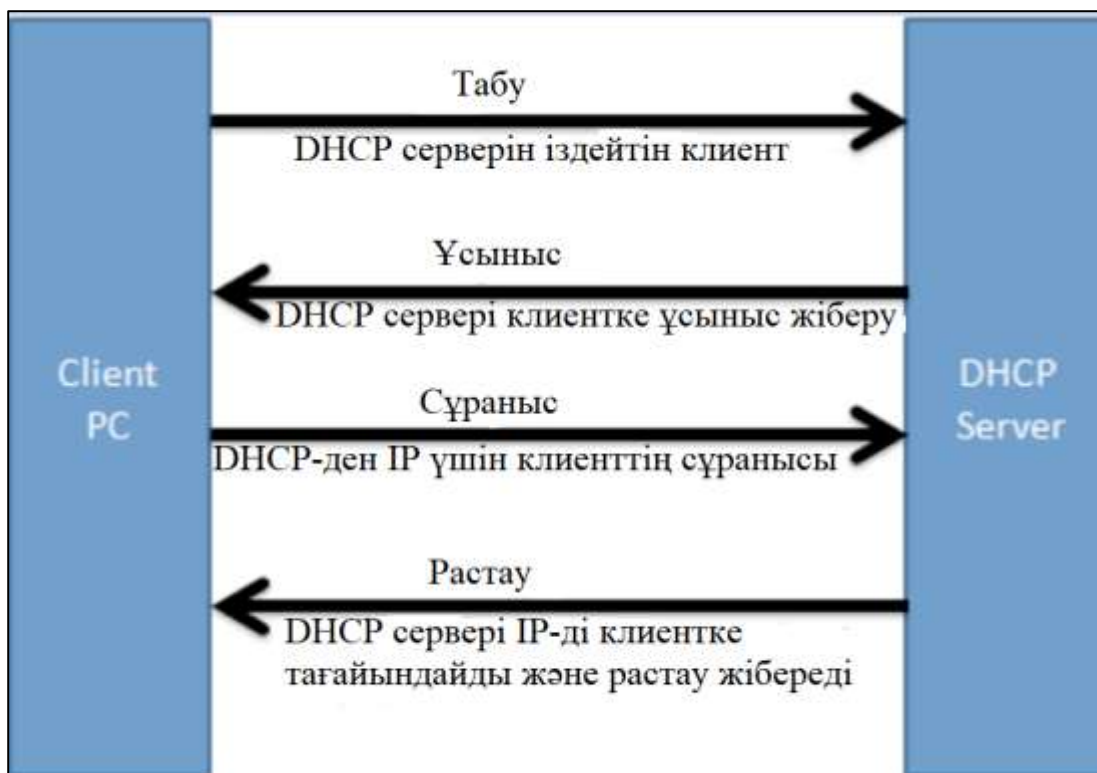 Табу
DHCP серверін іздейтін клиент
Ұсыныс
DHCP сервері клиентке ұсыныс жіберу
Client
PC
DHCP
Server
Сұраныс
DHCP-ден IP үшін клиенттің сұранысы
Растау
DHCP сервері IP-ді клиентке
тағайындайды және растау жібереді